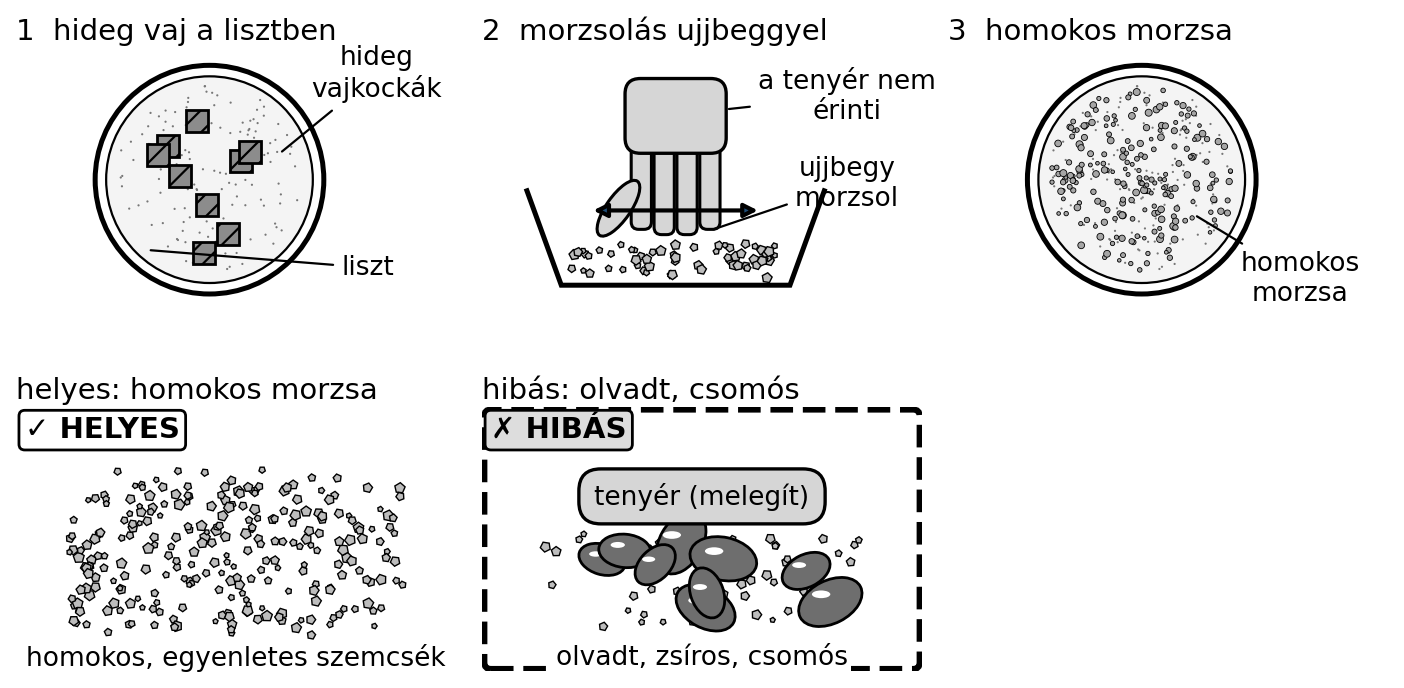 1  hideg vaj a lisztben
hideg
vajkockák
liszt
2  morzsolás ujjbeggyel
a tenyér nem
érinti
ujjbegy
morzsol
3  homokos morzsa
homokos
morzsa
helyes: homokos morzsa
✓ HELYES
homokos, egyenletes szemcsék
hibás: olvadt, csomós
✗ HIBÁS
tenyér (melegít)
olvadt, zsíros, csomós